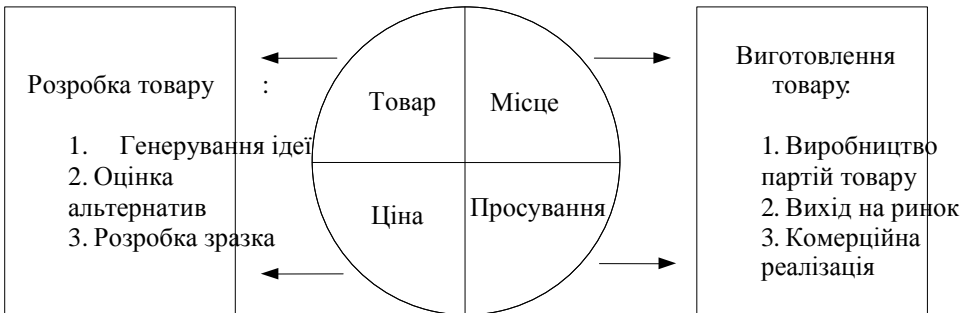 Розробка товару :
1. Генерування ідеї
2. Оцінка
альтернатив
3. Розробка зразка
Товар
Місце
Ціна
Просування
Виготовлення
товару:
1. Виробництво
партій товару
2. Вихід на ринок
3. Комерційна
реалізація